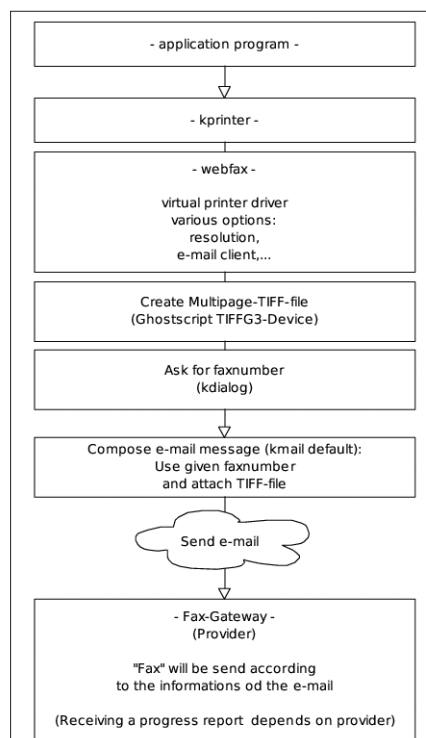 - application program -
- kprinter -
- webfax -
virtual printer driver
various options:
resolution,
e-mail client,...
Create Multipage-TIFF-file
(Ghostscript TIFFG3-Device)
Ask for faxnumber
(kdialog)
Compose e-mail message (kmail default):
Use given faxnumber
and attach TIFF-file
Send e-mail
- Fax-Gateway -
(Provider)
"Fax" will be send according
to the informations od the e-mail
(Receiving a progress report depends on provider)